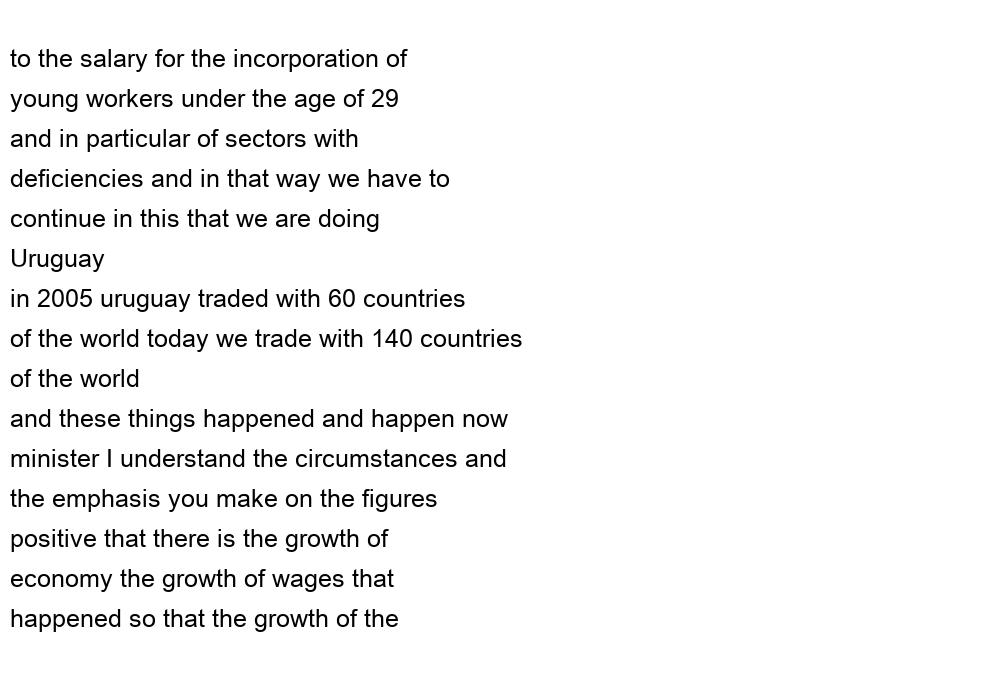 to the salary for the incorporation of
young workers under the age of 29
and in particular of sectors with
deficiencies and in that way we have to
continue in this that we are doing
Uruguay
in 2005 uruguay traded with 60 countries
of the world today we trade with 140 countries
of the world
and these things happened and happen now
minister I understand the circumstances and
the emphasis you make on the figures
positive that there is the growth of
economy the growth of wages that
happened so that the growth of the